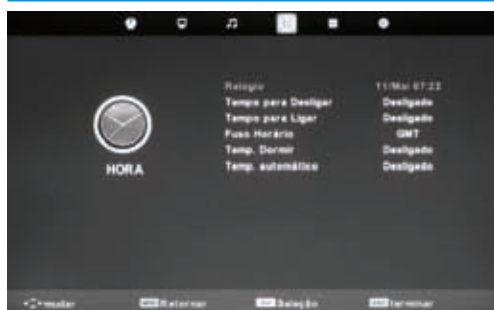 Relógio 11/Mai 07:22
Tempo para Desligar Desligado
Tempo para Ligar Desligado
Fuso Horário GMT
Temp. Dormir Desligado
Temp. automático Desligado
HORA
mudar Retornar Seleção terminar